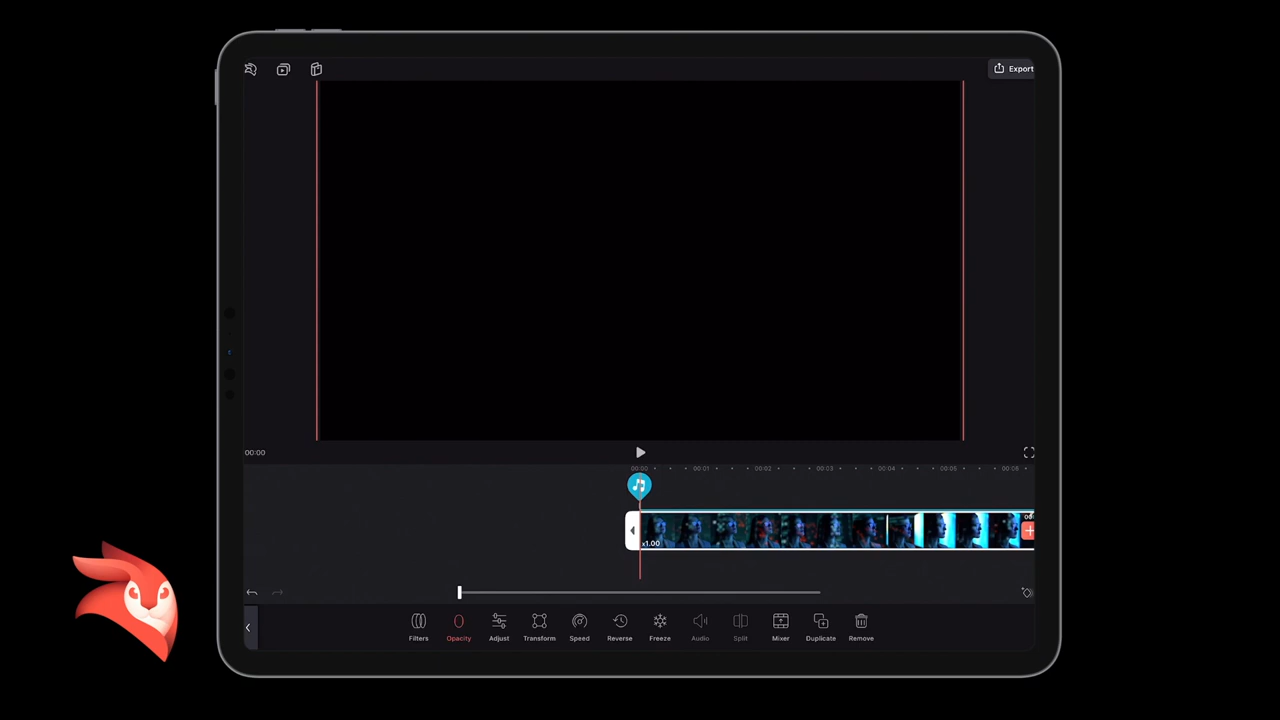 Export
00:00
00:00 00:01 00:02 00:03 00:04 00:05 00:06
x1.00
Filters Opacity Adjust Transform Speed Reverse Freeze Audio Split Mixer Duplicate Remove